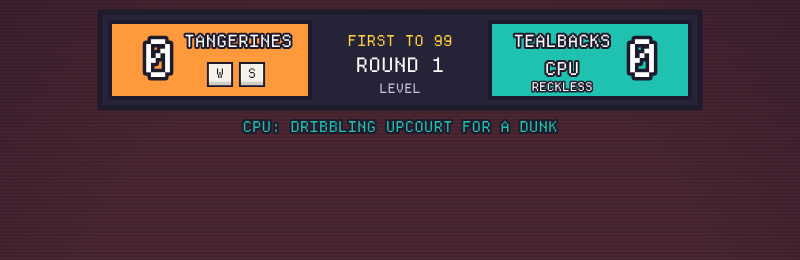 0 TANGERINES
W S
FIRST TO 99
ROUND 1
LEVEL
TEALBACKS 0
CPU
RECKLESS
CPU: DRIBBLING UPCOURT FOR A DUNK